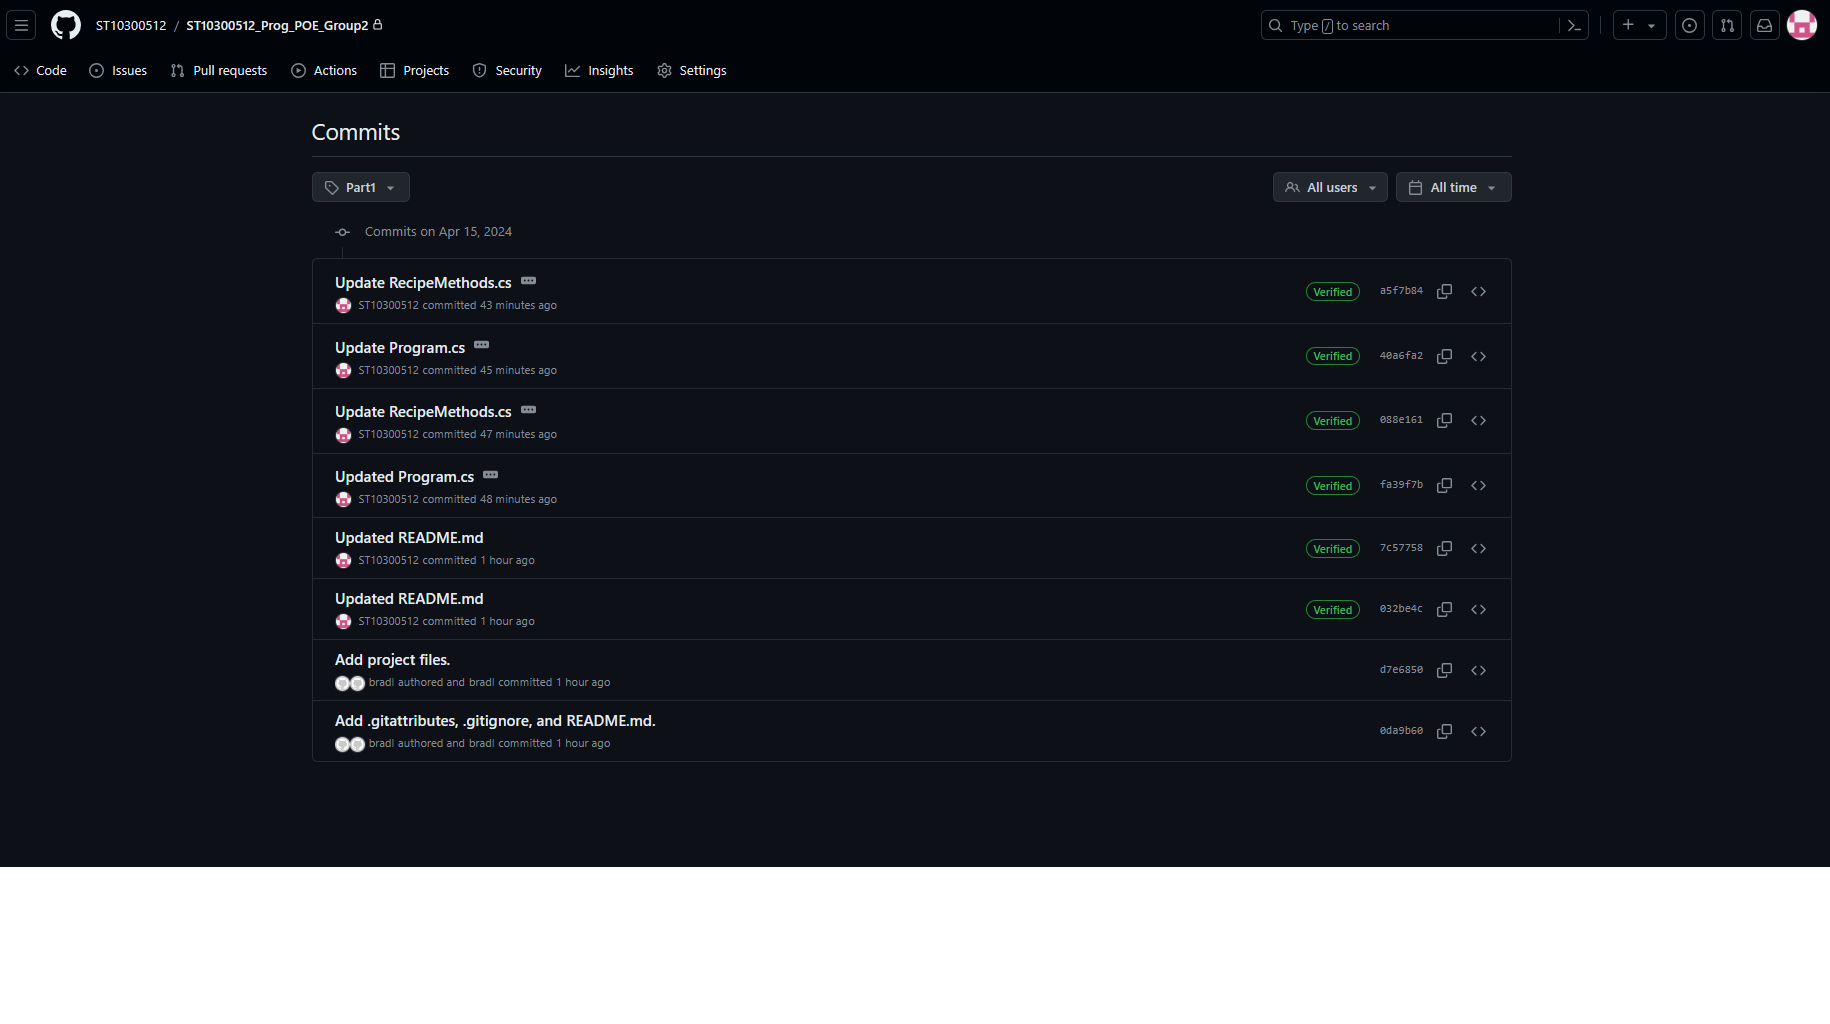 ST10300512 / ST10300512_Prog_POE_Group2
Type / to search
Code Issues Pull requests Actions Projects Security Insights Settings
Commits
Part1 All users All time
Commits on Apr 15, 2024
Update RecipeMethods.cs
ST10300512 committed 43 minutes ago
Verified a5f7b84
Update Program.cs
ST10300512 committed 45 minutes ago
Verified 40a6fa2
Update RecipeMethods.cs
ST10300512 committed 47 minutes ago
Verified 088e161
Updated Program.cs
ST10300512 committed 48 minutes ago
Verified fa39f7b
Updated README.md
ST10300512 committed 1 hour ago
Verified 7c57758
Updated README.md
ST10300512 committed 1 hour ago
Verified 032be4c
Add project files.
bradl authored and bradl committed 1 hour ago
d7e6850
Add .gitattributes, .gitignore, and README.md.
bradl authored and bradl committed 1 hour ago
0da9b60